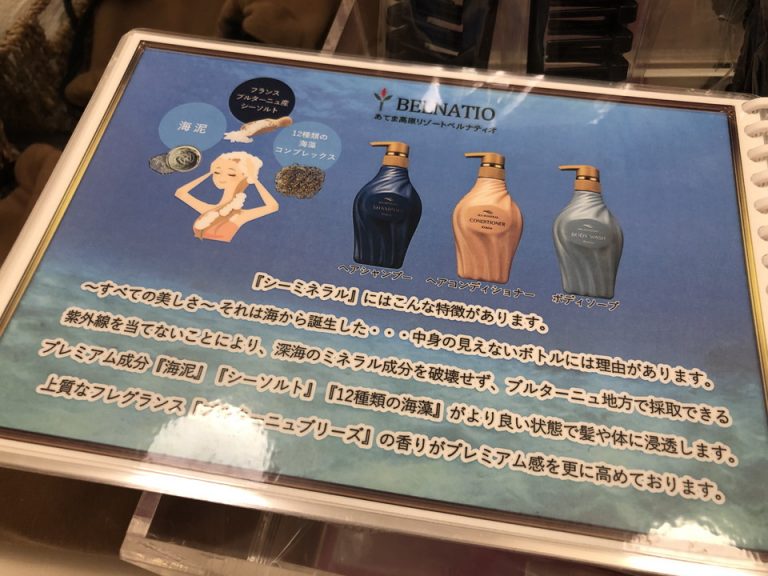 フランス
ブルターニュ産
シーソルト
海泥
12種類の
海藻
コンプレックス
BELNATIO
あてま高原リゾートベルナティオ
SHAMPOO
CONDITIONER
BODY WASH
ヘアシャンプー
ヘアコンディショナー
ボディソープ
『シーミネラル』にはこんな特徴があります。
～すべての美しさ～それは海から誕生した・・・中身の見えないボトルには理由があります。
紫外線を当てないことにより、深海のミネラル成分を破壊せず、ブルターニュ地方で採取できる
プレミアム成分『海泥』『シーソルト』『12種類の海藻』がより良い状態で髪や体に浸透します。
上質なフレグランス『ブルターニュブリーズ』の香りがプレミアム感を更に高めております。